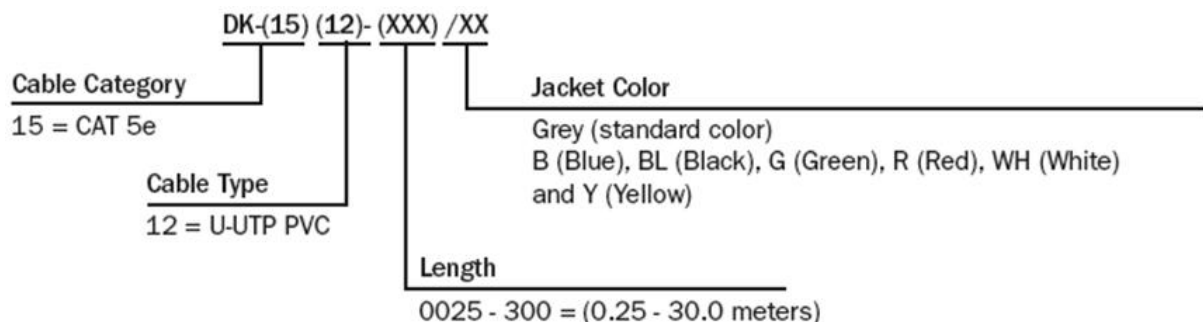 DK-(15) (12)- (XXX) /XX
Cable Category
15 = CAT 5e
Cable Type
12 = U-UTP PVC
Length
0025 - 300 = (0.25 - 30.0 meters)
Jacket Color
Grey (standard color)
B (Blue), BL (Black), G (Green), R (Red), WH (White)
and Y (Yellow)